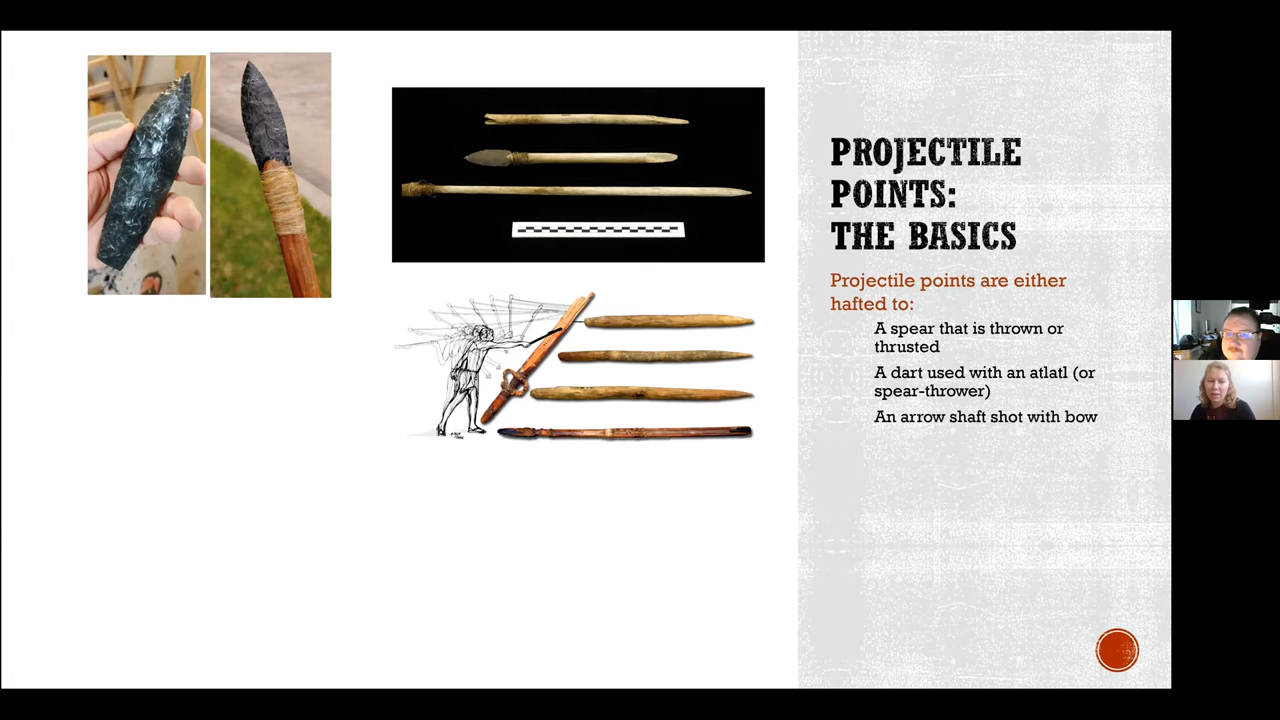 PROJECTILE
POINTS:
THE BASICS
Projectile points are either
hafted to:
A spear that is thrown or
thrusted
A dart used with an atlatl (or
spear-thrower)
An arrow shaft shot with bow